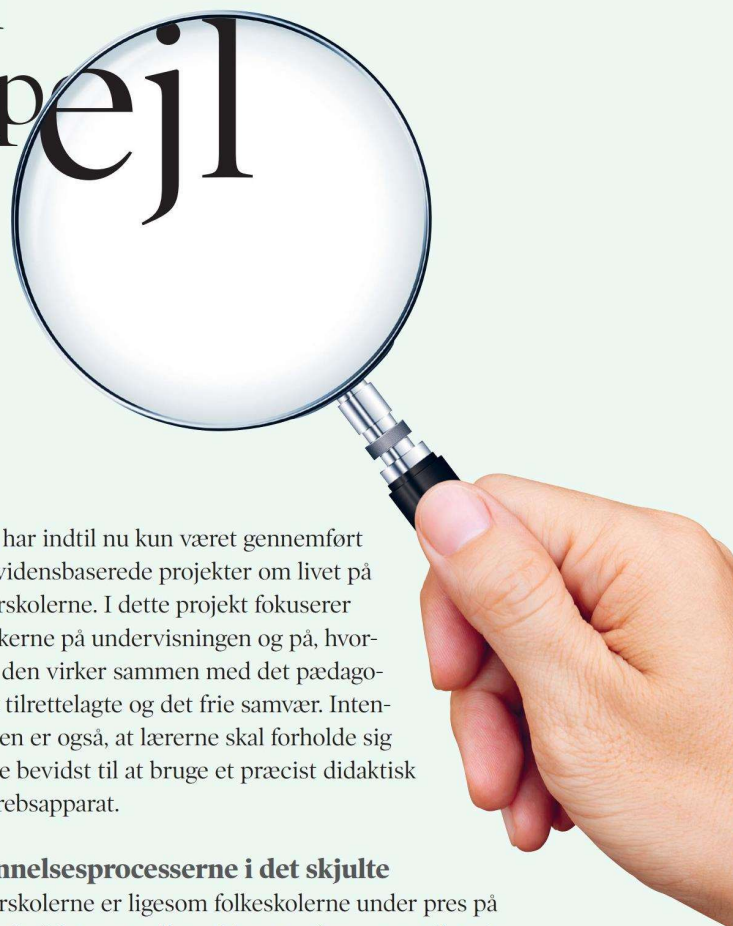 pejl
har indtil nu kun været gennemført
vidensbaserede projekter om livet på
rskolerne. I dette projekt fokuserer
kerne på undervisningen og på, hvor-
den virker sammen med det pædago-
tilrettelagte og det frie samvær. Inten-
en er også, at lærerne skal forholde sig
e bevidst til at bruge et præcist didaktisk
rebsapparat.
nnelsesprocesserne i det skjulte
rskolerne er ligesom folkeskolerne under pres på